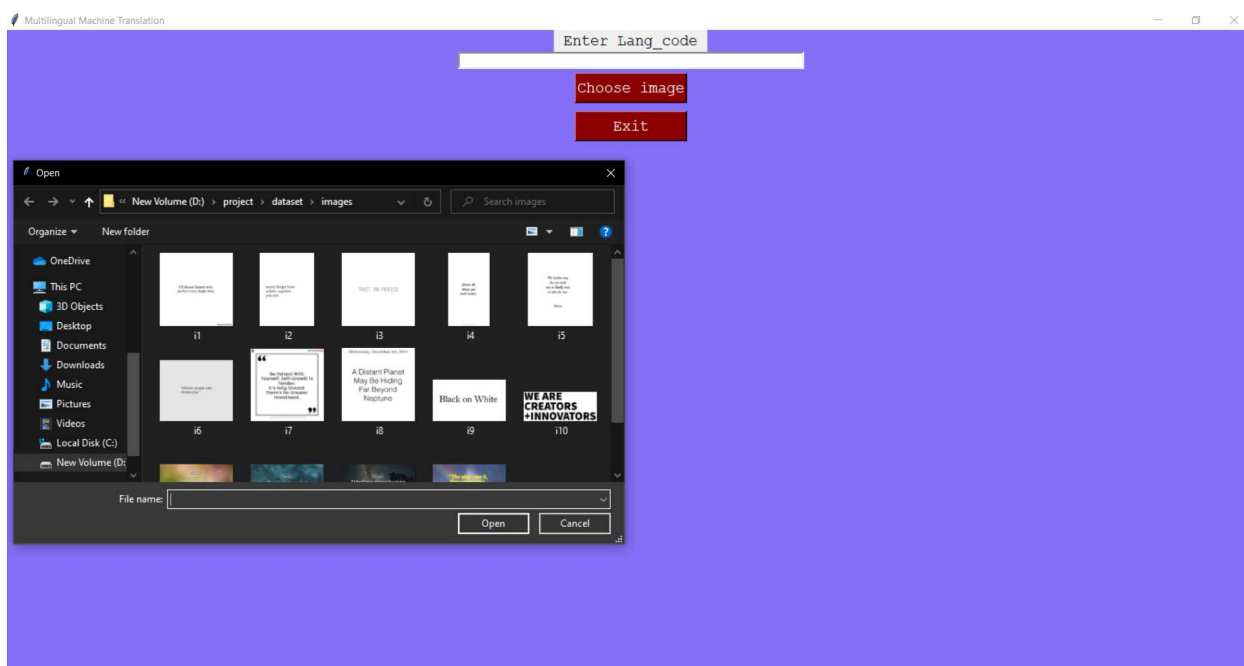 Multilingual Machine Translation
Enter Lang_code
Choose image
Exit
Open
« New Volume (D:) › project › dataset › images
Search images
Organize
New folder
OneDrive
This PC
3D Objects
Desktop
Documents
Downloads
Music
Pictures
Videos
Local Disk (C:)
New Volume (D:
TRUST THE PROCESS
i1
i2
i3
i4
i5
Be Patient With
Yourself. Self-Growth Is
Tender;
It's Holy Ground.
There's No Greater
Investment.
Wednesday, December 3rd,
A Distant Planet
May Be Hiding
Far Beyond
Neptune
Black on White
WE ARE
CREATORS
+INNOVATORS
i6
i7
i8
i9
i10
File name:
Open
Cancel